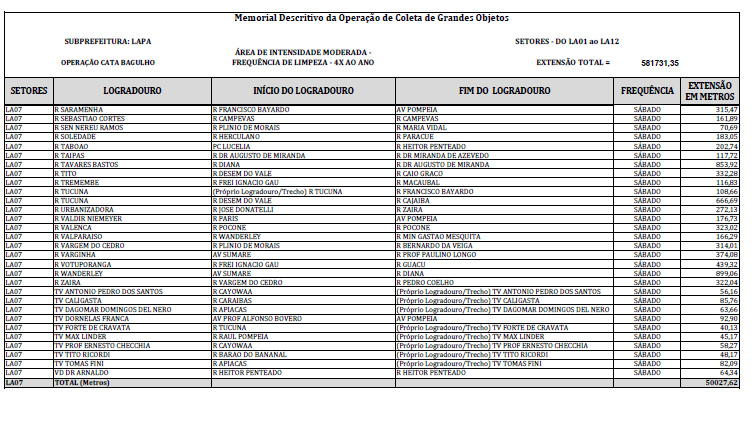 Memorial Descritivo da Operação de Coleta de Grandes Objetos
SUBPREFEITURA: LAPA
SETORES - DO LA01 ao LA12
ÁREA DE INTENSIDADE MODERADA -
OPERAÇÃO CATA BAGULHO
FREQUÊNCIA DE LIMPEZA - 4X AO ANO
EXTENSÃO TOTAL = 581731,35
SETORES LOGRADOURO INÍCIO DO LOGRADOURO FIM DO LOGRADOURO FREQUÊNCIA EXTENSÃO EM METROS
LA07 R SARAMENHA R FRANCISCO BAYARDO AV POMPEIA SÁBADO 315,47
LA07 R SEBASTIAO CORTES R CAMPEVAS R CAMPEVAS SÁBADO 161,89
LA07 R SEN NEREU RAMOS R PLINIO DE MORAIS R MARIA VIDAL SÁBADO 70,69
LA07 R SOLEDADE R HERCULANO R PARACUE SÁBADO 183,05
LA07 R TABOAO PC LUCELIA R HEITOR PENTEADO SÁBADO 202,74
LA07 R TAIPAS R DR AUGUSTO DE MIRANDA R DR MIRANDA DE AZEVEDO SÁBADO 117,72
LA07 R TAVARES BASTOS R DIANA R DR AUGUSTO DE MIRANDA SÁBADO 853,92
LA07 R TITO R DESEM DO VALE R CAIO GRACO SÁBADO 332,28
LA07 R TREMEMBE R FREI IGNACIO GAU R MACAUBAL SÁBADO 116,83
LA07 R TUCUNA (Próprio Logradouro/Trecho) R TUCUNA R FRANCISCO BAYARDO SÁBADO 108,66
LA07 R TUCUNA R DESEM DO VALE R CAJAIBA SÁBADO 666,69
LA07 R URBANIZADORA R JOSE DONATELLI R ZAIRA SÁBADO 272,13
LA07 R VALDIR NIEMEYER R PARIS AV POMPEIA SÁBADO 176,73
LA07 R VALENCA R POCONE R POCONE SÁBADO 323,02
LA07 R VALPARAISO R WANDERLEY R MIN GASTAO MESQUITA SÁBADO 166,29
LA07 R VARGEM DO CEDRO R PLINIO DE MORAIS R BERNARDO DA VEIGA SÁBADO 314,01
LA07 R VARGINHA AV SUMARE R PROF PAULINO LONGO SÁBADO 374,08
LA07 R VOTUPORANGA R FREI IGNACIO GAU R GUACU SÁBADO 439,32
LA07 R WANDERLEY AV SUMARE R DIANA SÁBADO 899,06
LA07 R ZAIRA R VARGEM DO CEDRO R PEDRO COELHO SÁBADO 322,04
LA07 TV ANTONIO PEDRO DOS SANTOS R CAYOWAA (Próprio Logradouro/Trecho) TV ANTONIO PEDRO DOS SANTOS SÁBADO 56,16
LA07 TV CALIGASTA R CARAIBAS (Próprio Logradouro/Trecho) TV CALIGASTA SÁBADO 85,76
LA07 TV DAGOMAR DOMINGOS DEL NERO R APIACAS (Próprio Logradouro/Trecho) TV DAGOMAR DOMINGOS DEL NERO SÁBADO 63,66
LA07 TV DORNELAS FRANCA AV PROF ALFONSO BOVERO AV POMPEIA SÁBADO 92,90
LA07 TV FORTE DE CRAVATA R TUCUNA (Próprio Logradouro/Trecho) TV FORTE DE CRAVATA SÁBADO 40,13
LA07 TV MAX LINDER R RAUL POMPEIA (Próprio Logradouro/Trecho) TV MAX LINDER SÁBADO 45,17
LA07 TV PROF ERNESTO CHECCHIA R CAYOWAA (Próprio Logradouro/Trecho) TV PROF ERNESTO CHECCHIA SÁBADO 58,27
LA07 TV TITO RICORDI R BARAO DO BANANAL (Próprio Logradouro/Trecho) TV TITO RICORDI SÁBADO 48,17
LA07 TV TOMAS FINI R APIACAS (Próprio Logradouro/Trecho) TV TOMAS FINI SÁBADO 82,09
LA07 VD DR ARNALDO R HEITOR PENTEADO R HEITOR PENTEADO SÁBADO 64,34
LA07 TOTAL (Metros) 50027,62